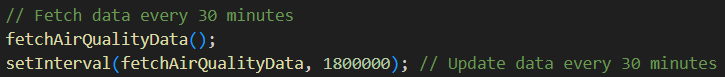 // Fetch data every 30 minutes
fetchAirQualityData();
setInterval(fetchAirQualityData, 1800000); // Update data every 30 minutes